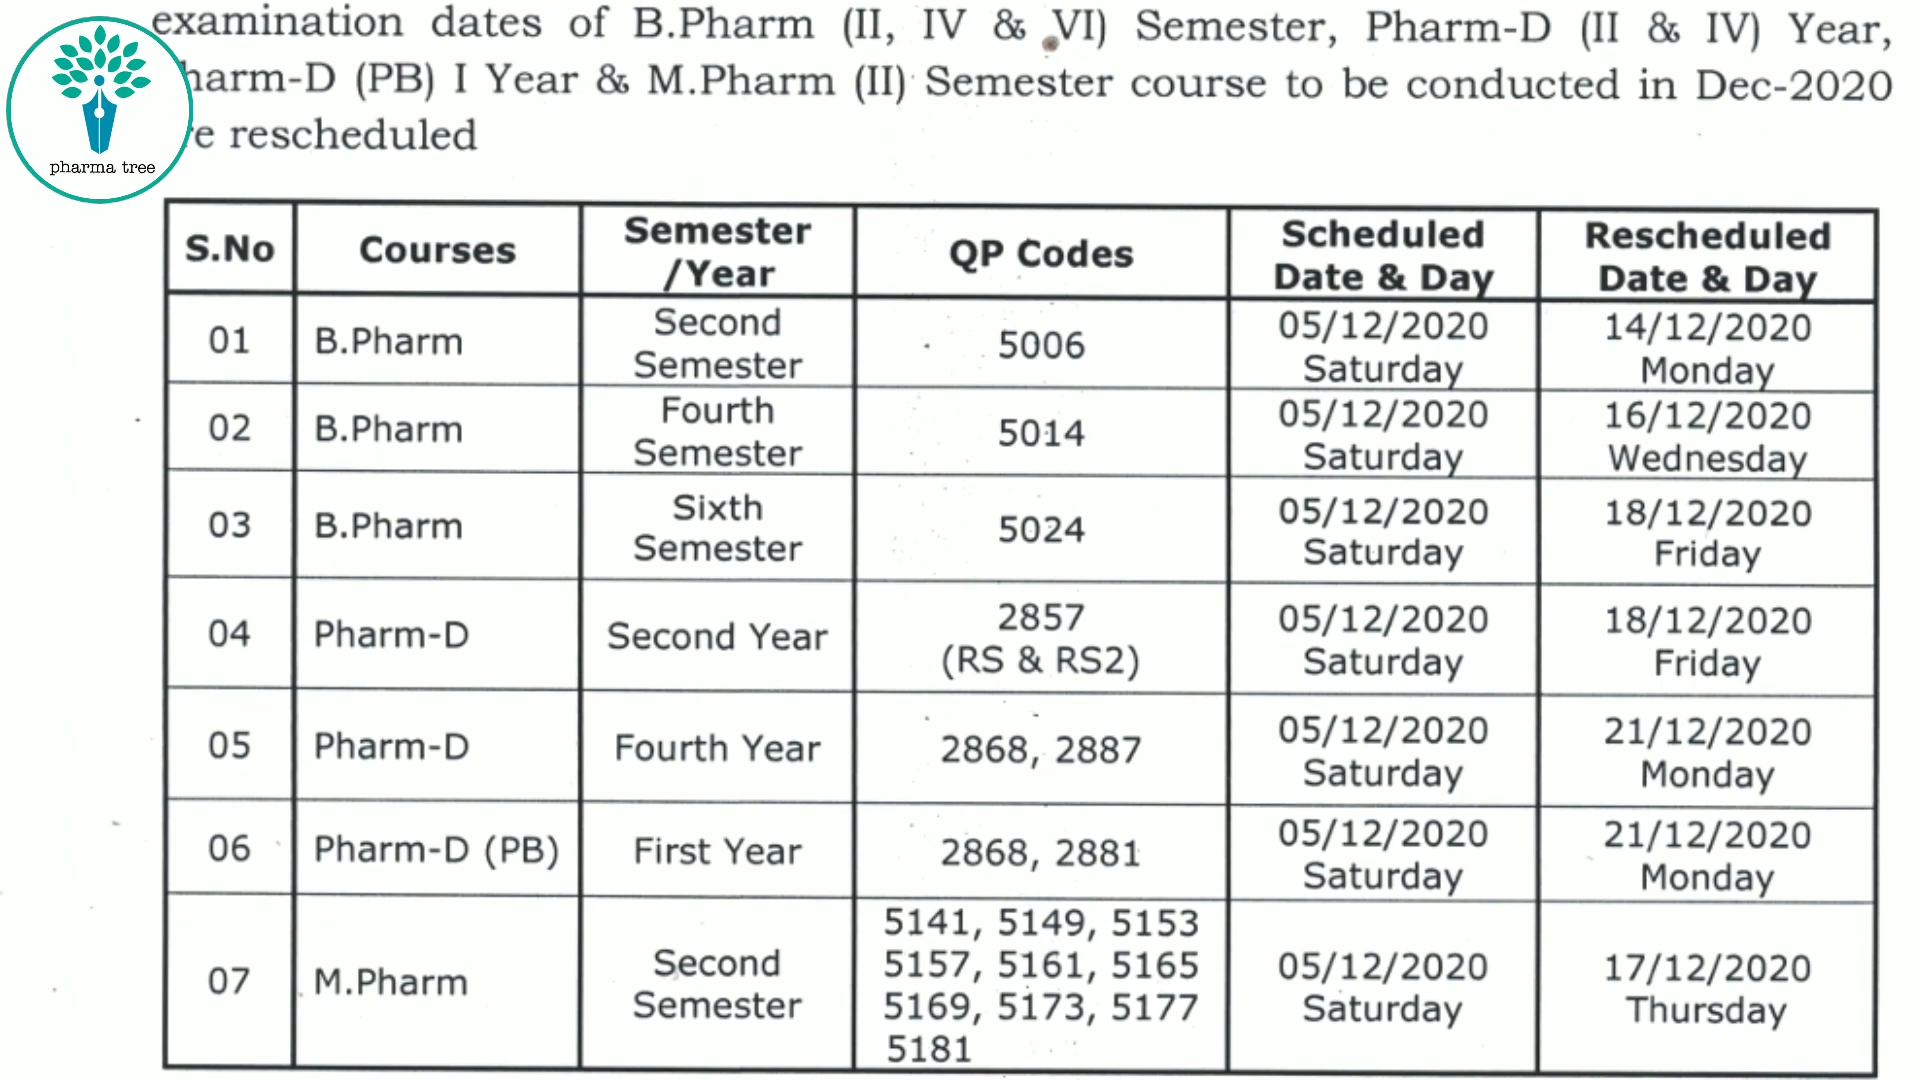 examination dates of B.Pharm (II, IV & VI) Semester, Pharm-D (II & IV) Year,
harm-D (PB) I Year & M.Pharm (II) Semester course to be conducted in Dec-2020
e rescheduled
pharma tree
S.No Courses Semester /Year QP Codes Scheduled Date & Day Rescheduled Date & Day
01 B.Pharm Second Semester 5006 05/12/2020 Saturday 14/12/2020 Monday
02 B.Pharm Fourth Semester 5014 05/12/2020 Saturday 16/12/2020 Wednesday
03 B.Pharm Sixth Semester 5024 05/12/2020 Saturday 18/12/2020 Friday
04 Pharm-D Second Year 2857 (RS & RS2) 05/12/2020 Saturday 18/12/2020 Friday
05 Pharm-D Fourth Year 2868, 2887 05/12/2020 Saturday 21/12/2020 Monday
06 Pharm-D (PB) First Year 2868, 2881 05/12/2020 Saturday 21/12/2020 Monday
07 M.Pharm Second Semester 5141, 5149, 5153 5157, 5161, 5165 5169, 5173, 5177 5181 05/12/2020 Saturday 17/12/2020 Thursday